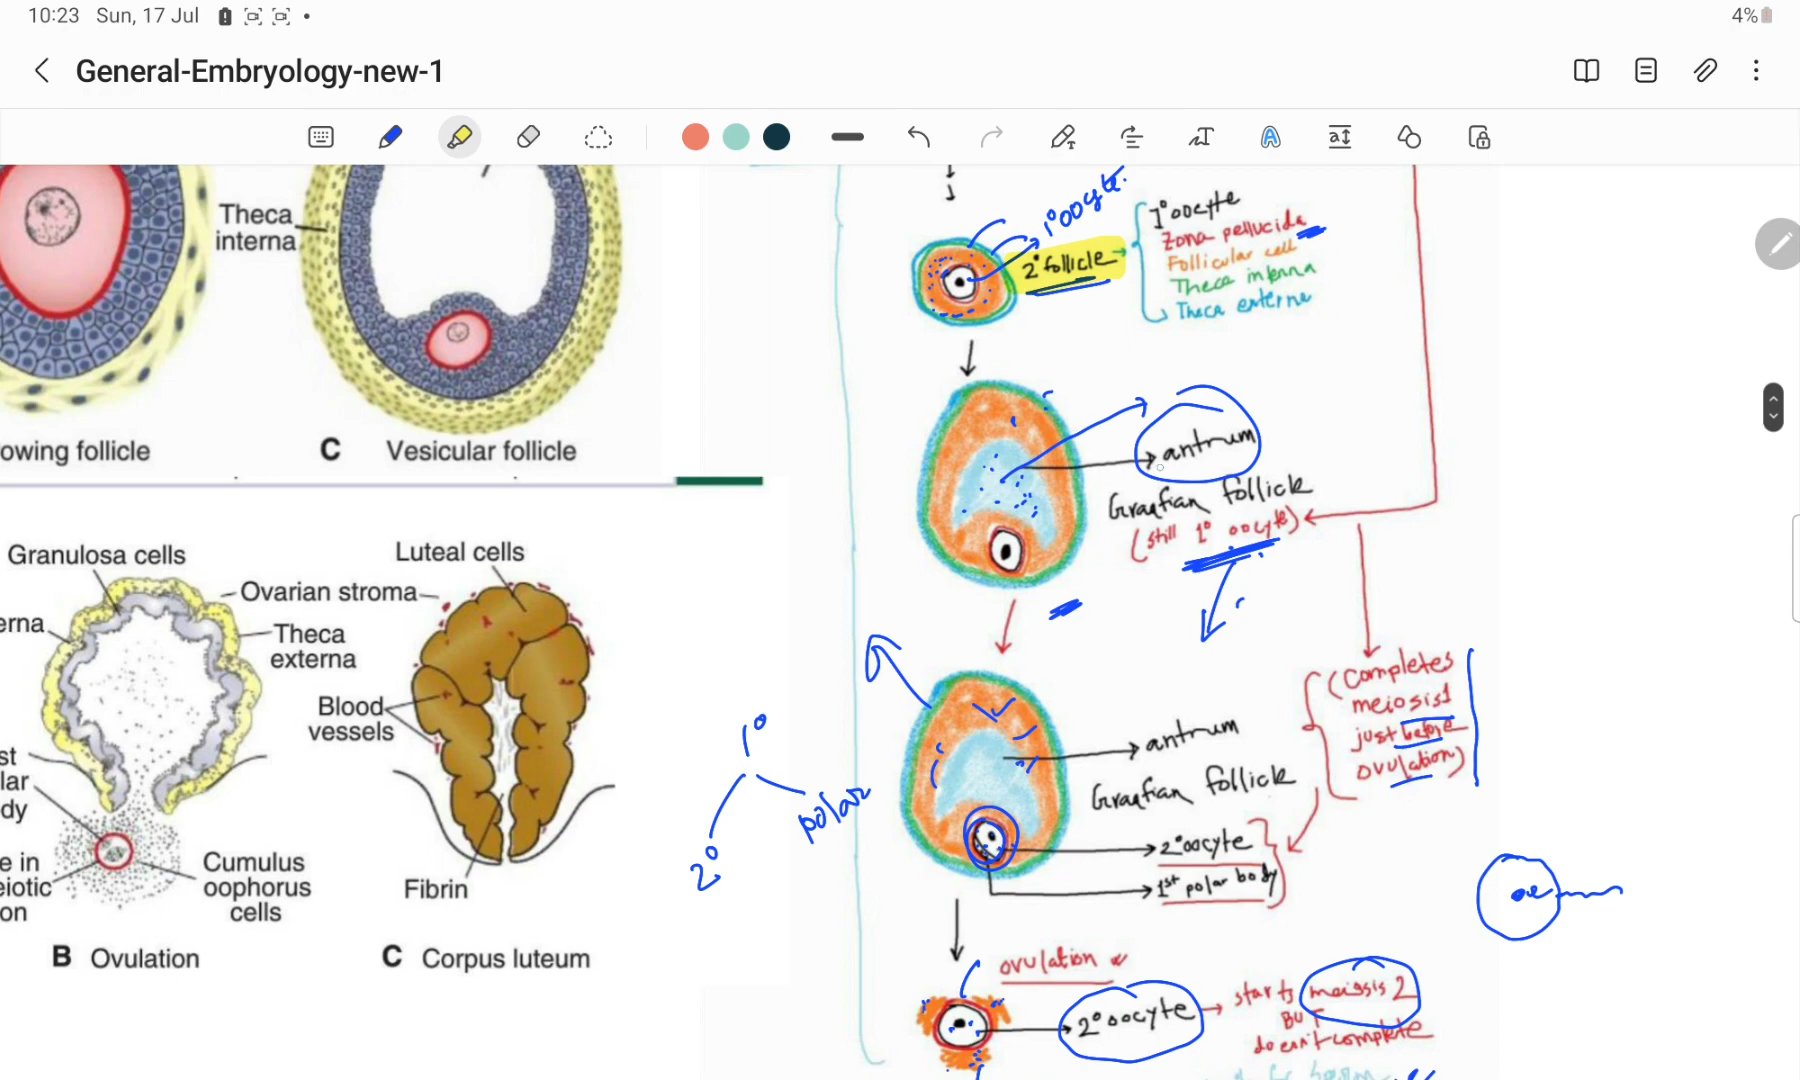 10:23 Sun, 17 Jul
4%
General-Embryology-new-1
Theca
interna
owing follicle
C Vesicular follicle
Granulosa cells
Luteal cells
Ovarian stroma
erna
Theca
externa
Blood
vessels
st
lar
dy
e in
eiotic
on
Cumulus
oophorus
cells
Fibrin
B Ovulation
C Corpus luteum
1° oocyte.
2° follicle
1° oocyte
Zona pellucida
Follicular cell
Theca interna
Theca externa
antrum
Graafian follicle
(still 1° oocyte)
(Completes
meiosis1
just before
ovulation)
antrum
Graafian follicle
1°
polar
2°
2° oocyte
1st polar body
ovulation
2° oocyte
starts meiosis 2
BUT
doesn't complete